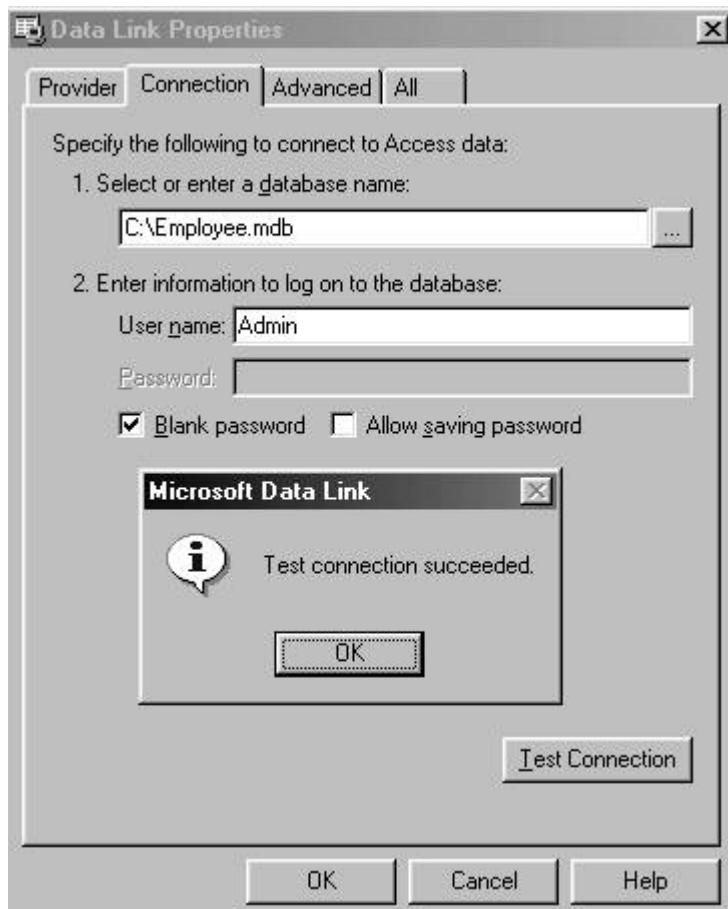 Data Link Properties
Provider Connection Advanced All
Specify the following to connect to Access data:
1. Select or enter a database name:
C:\Employee.mdb ...
2. Enter information to log on to the database:
User name: Admin
Password:
Blank password Allow saving password
Microsoft Data Link
Test connection succeeded.
OK
Test Connection
OK Cancel Help